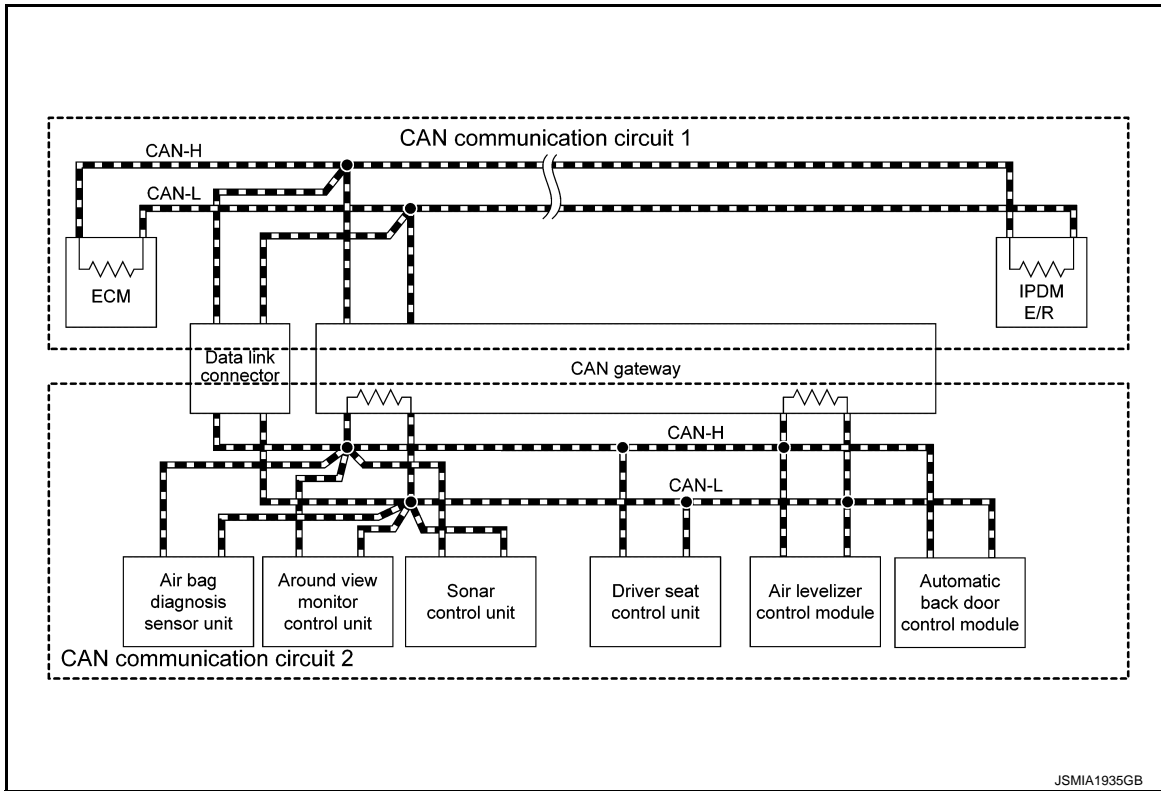 CAN communication circuit 1
CAN-H
CAN-L
ECM
IPDM
E/R
Data link
connector
CAN gateway
CAN-H
CAN-L
Air bag
diagnosis
sensor unit
Around view
monitor
control unit
Sonar
control unit
Driver seat
control unit
Air levelizer
control module
Automatic
back door
control module
CAN communication circuit 2
JSMIA1935GB